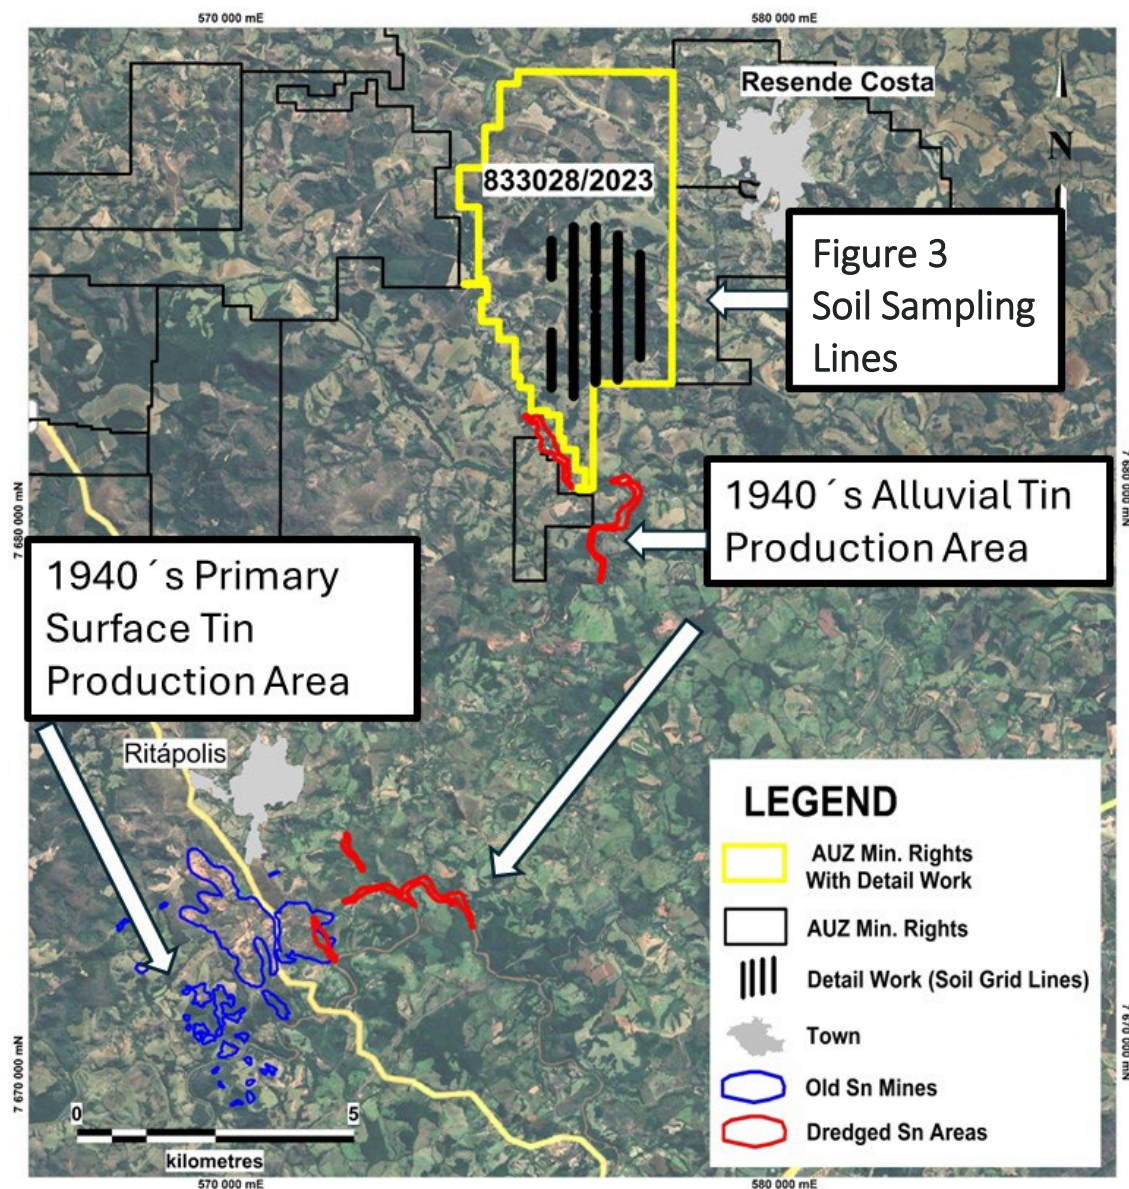 570 000 mE
580 000 mE
Resende Costa
N
833028/2023
Figure 3
Soil Sampling
Lines
7 680 000 mN
7 680 000 mN
1940 ´s Alluvial Tin
Production Area
1940 ´s Primary
Surface Tin
Production Area
Ritápolis
LEGEND
AUZ Min. Rights
With Detail Work
AUZ Min. Rights
Detail Work (Soil Grid Lines)
Town
Old Sn Mines
Dredged Sn Areas
7 670 000 mN
7 670 000 mN
0
5
kilometres
570 000 mE
580 000 mE